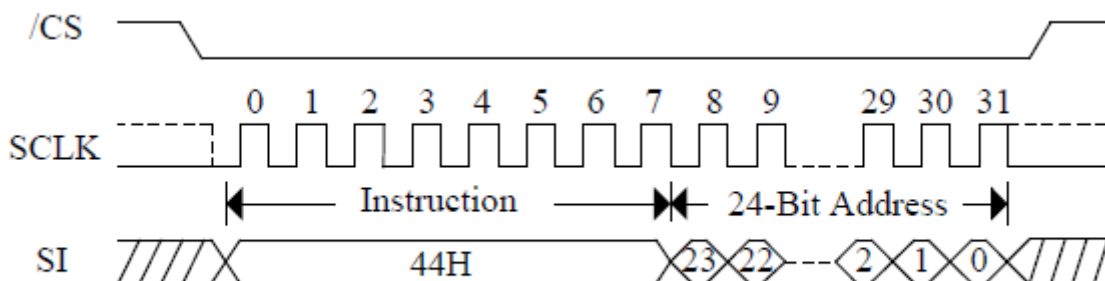 /CS
0 1 2 3 4 5 6 7 8 9 29 30 31
SCLK
Instruction 24-Bit Address
SI 44H 23 22 2 1 0